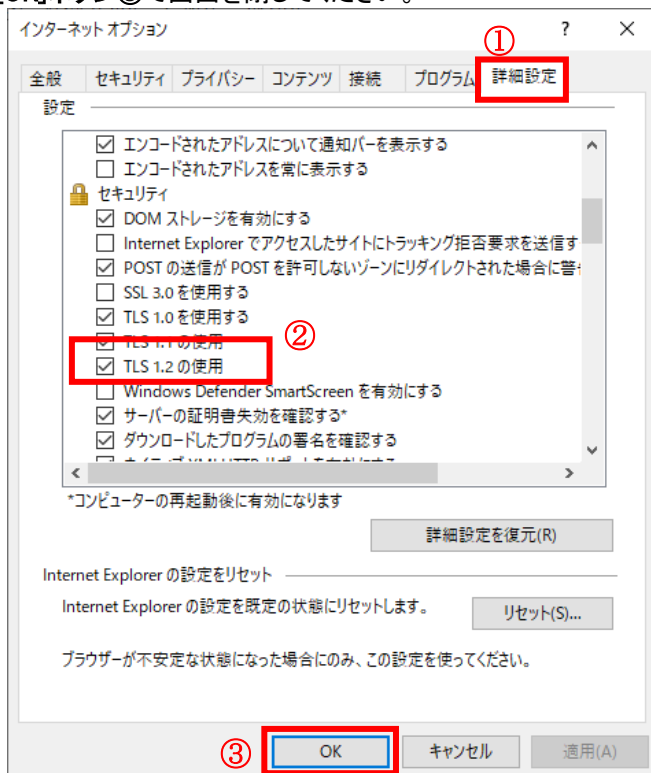 インターネット オプション
①
? ×
全般 セキュリティ プライバシー コンテンツ 接続 プログラム 詳細設定
設定
エンコードされたアドレスについて通知バーを表示する
エンコードされたアドレスを常に表示する
セキュリティ
DOM ストレージを有効にする
Internet Explorer でアクセスしたサイトにトラッキング拒否要求を送信す
POST の送信が POST を許可しないゾーンにリダイレクトされた場合に警
SSL 3.0 を使用する
TLS 1.0 を使用する
②
TLS 1.1 の使用
TLS 1.2 の使用
Windows Defender SmartScreen を有効にする
サーバーの証明書失効を確認する*
ダウンロードしたプログラムの署名を確認する
*コンピューターの再起動後に有効になります
詳細設定を復元(R)
Internet Explorer の設定をリセット
Internet Explorer の設定を既定の状態にリセットします。
リセット(S)...
ブラウザーが不安定な状態になった場合にのみ、この設定を使ってください。
③
OK キャンセル 適用(A)